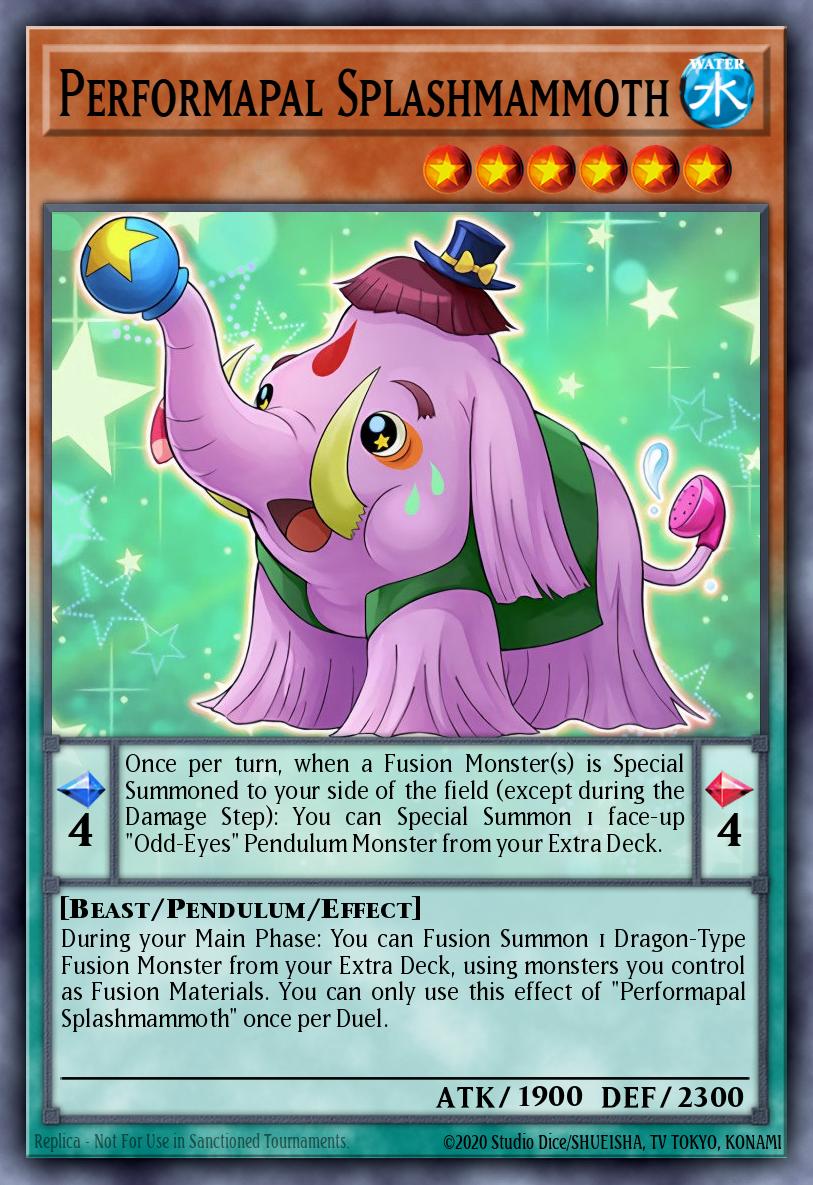 Performapal Splashmammoth
WATER
水
Once per turn, when a Fusion Monster(s) is Special
Summoned to your side of the field (except during the
Damage Step): You can Special Summon 1 face-up
"Odd-Eyes" Pendulum Monster from your Extra Deck.
4
4
[Beast/Pendulum/Effect]
During your Main Phase: You can Fusion Summon 1 Dragon-Type
Fusion Monster from your Extra Deck, using monsters you control
as Fusion Materials. You can only use this effect of "Performapal
Splashmammoth" once per Duel.
ATK/1900 DEF/2300
Replica - Not For Use in Sanctioned Tournaments.
©2020 Studio Dice/SHUEISHA, TV TOKYO, KONAMI